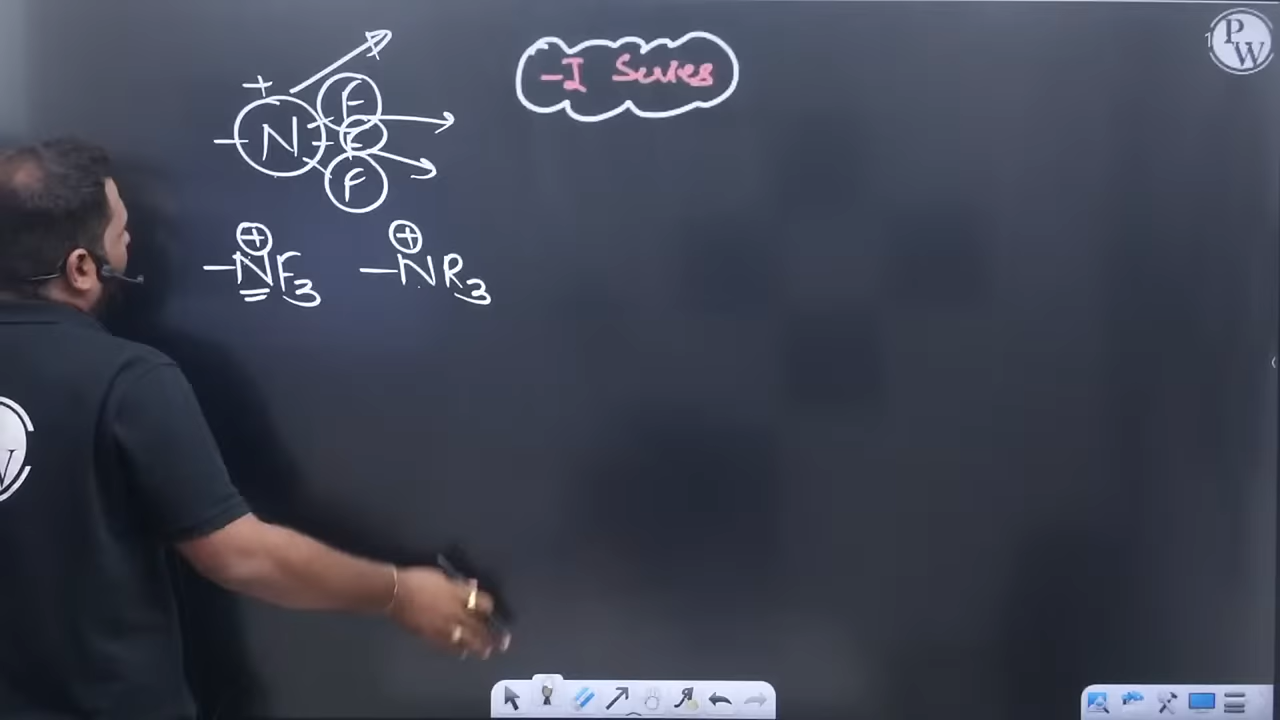 -I Series
+
-N F
F
F
⊕ ⊕
-NF3 -NR3
PW